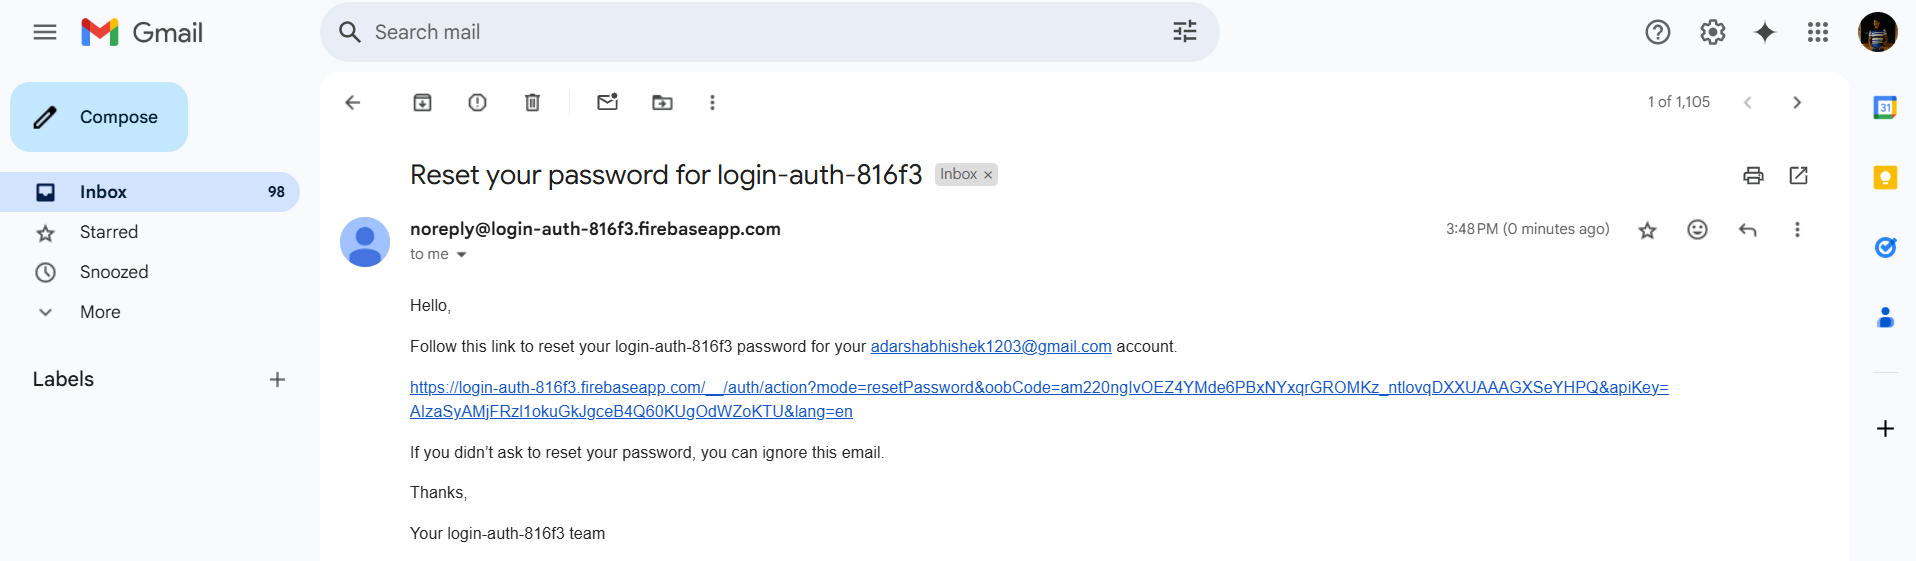 Gmail
Search mail
Compose
1 of 1,105
31
Inbox 98
Reset your password for login-auth-816f3 Inbox ×
Starred
noreply@login-auth-816f3.firebaseapp.com 3:48 PM (0 minutes ago)
to me
Snoozed
More
Hello,
Follow this link to reset your login-auth-816f3 password for your adarshabhishek1203@gmail.com account.
Labels
https://login-auth-816f3.firebaseapp.com/__/auth/action?mode=resetPassword&oobCode=am220nglvOEZ4YMde6PBxNYxqrGROMKz_ntlovqDXXUAAAGXSeYHPQ&apiKey=
AIzaSyAMjFRzl1okuGkJgceB4Q60KUgOdWZoKTU&lang=en
If you didn’t ask to reset your password, you can ignore this email.
Thanks,
Your login-auth-816f3 team